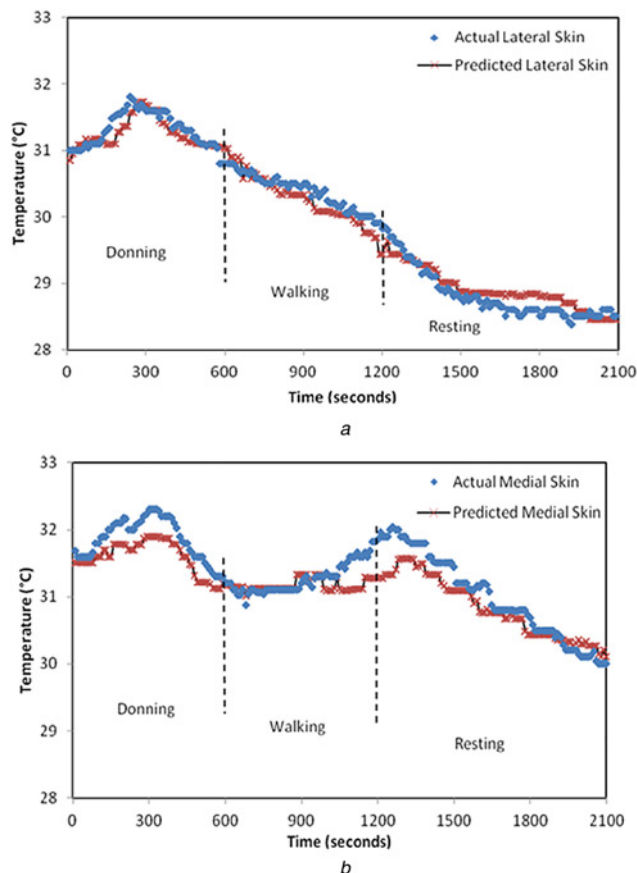 33
32
31
30
29
28
Temperature (°C)
Actual Lateral Skin
Predicted Lateral Skin
Donning
Walking
Resting
0
300
600
900
1200
1500
1800
2100
Time (seconds)
a
33
32
31
30
29
28
Temperature (°C)
Actual Medial Skin
Predicted Medial Skin
Donning
Walking
Resting
0
300
600
900
1200
1500
1800
2100
Time (seconds)
b